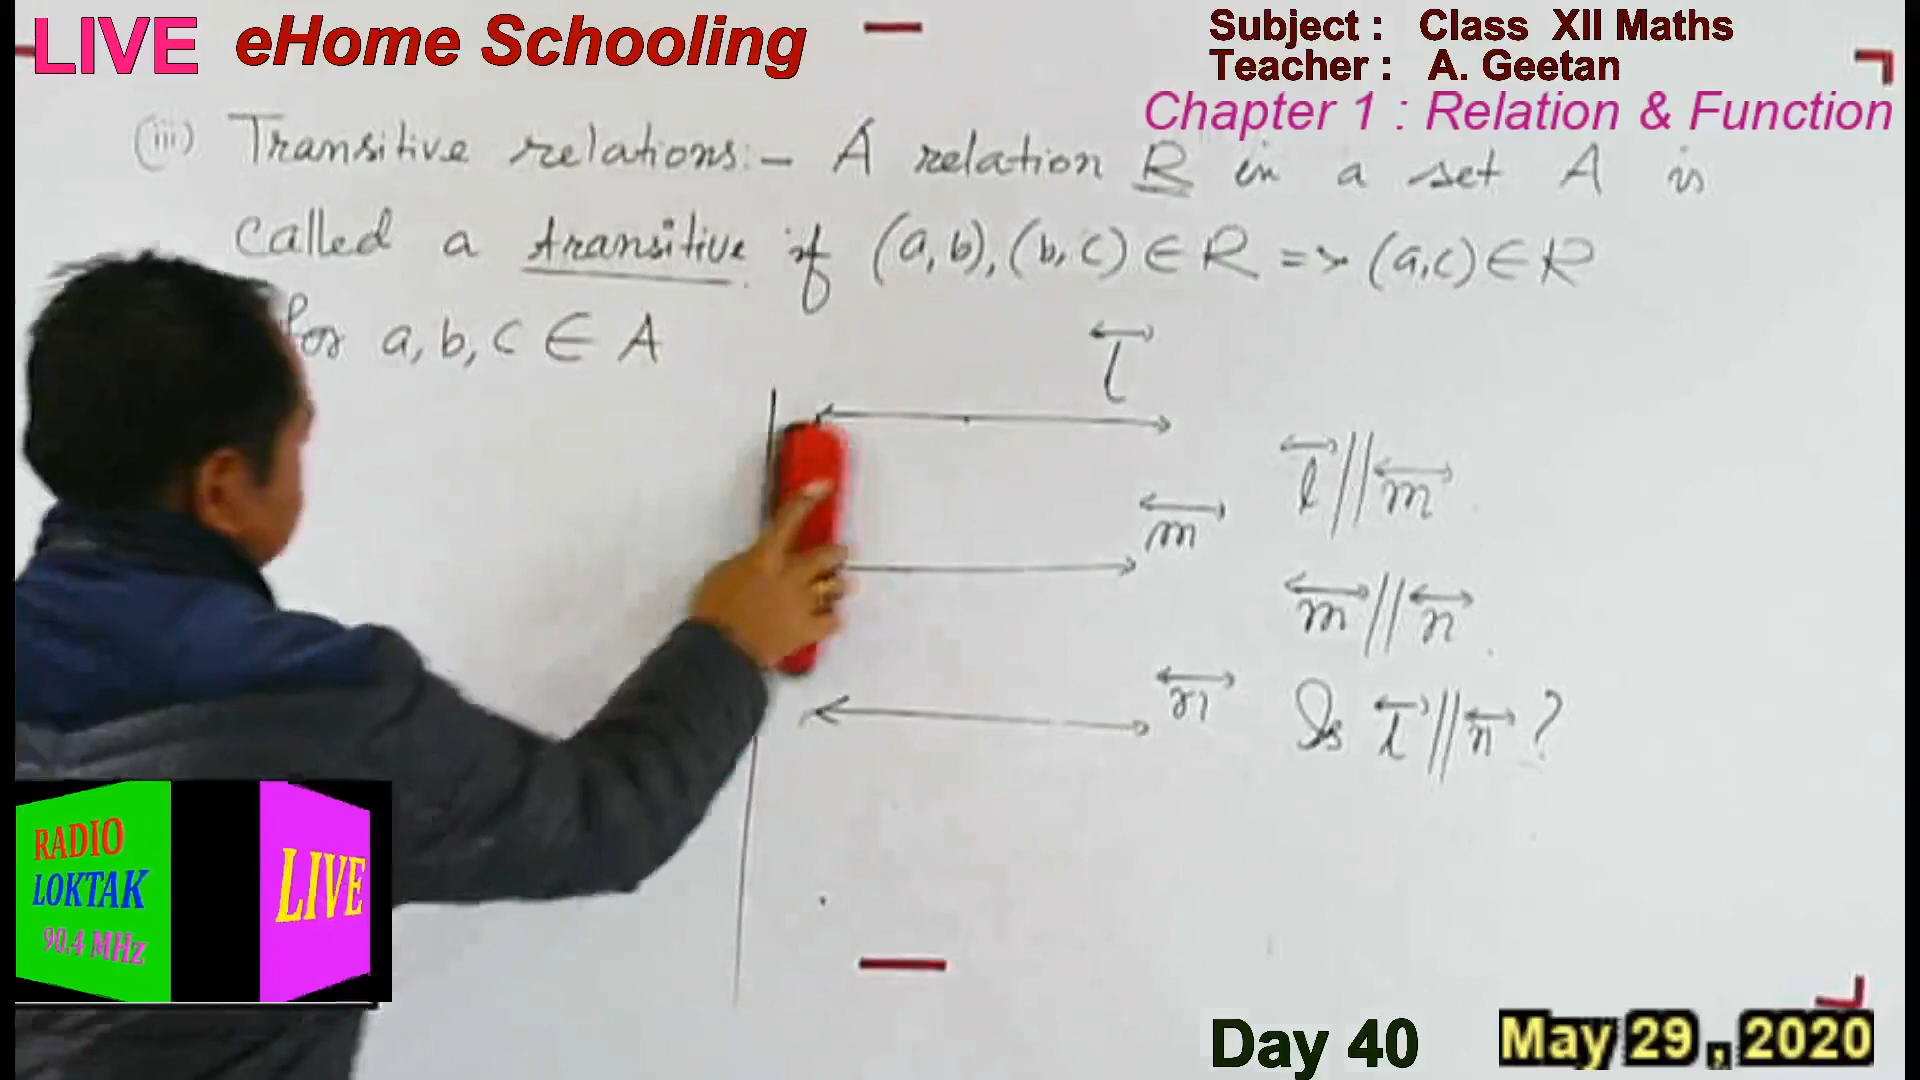 LIVE eHome Schooling
Subject : Class XII Maths
Teacher : A. Geetan
Chapter 1 : Relation & Function
(iii) Transitive relations:- A relation R in a set A is
called a transitive if (a,b), (b,c) ∈ R => (a,c) ∈ R
for a, b, c ∈ A
l
l // m
m
m // n
n
Is l // n ?
RADIO
LOKTAK
90.4 MHz
LIVE
Day 40
May 29 , 2020